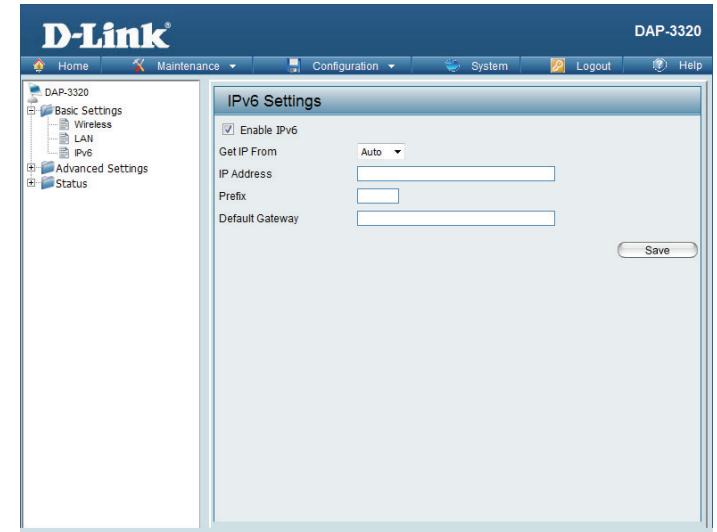 D-Link®
DAP-3320
Home Maintenance Configuration System Logout Help
DAP-3320
Basic Settings
Wireless
LAN
IPv6
Advanced Settings
Status
IPv6 Settings
Enable IPv6
Get IP From Auto
IP Address
Prefix
Default Gateway
Save